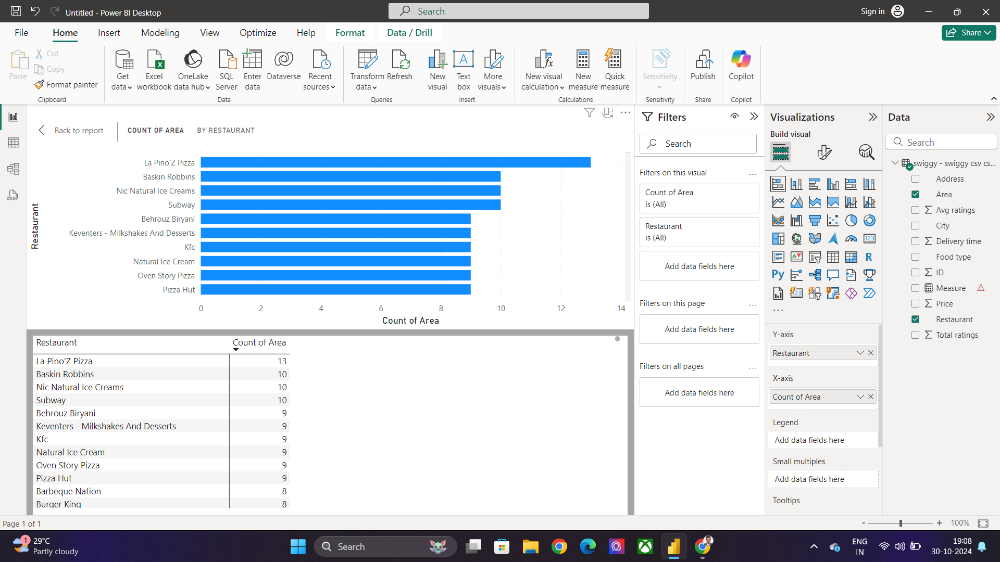 Untitled - Power BI Desktop
Search
Sign in
File
Home
Insert
Modeling
View
Optimize
Help
Format
Data / Drill
Share
Paste
Cut
Copy
Format painter
Clipboard
Get data
Excel workbook
OneLake data hub
SQL Server
Enter data
Dataverse
Recent sources
Data
Transform data
Refresh
Queries
New visual
Text box
More visuals
Insert
New visual calculation
New measure
Quick measure
Calculations
Sensitivity
Sensitivity
Publish
Share
Copilot
Copilot
Back to report
COUNT OF AREA
BY RESTAURANT
Restaurant
La Pino'Z Pizza
Baskin Robbins
Nic Natural Ice Creams
Subway
Behrouz Biryani
Keventers - Milkshakes And Desserts
Kfc
Natural Ice Cream
Oven Story Pizza
Pizza Hut
0 2 4 6 8 10 12 14
Count of Area
Restaurant Count of Area
La Pino'Z Pizza 13
Baskin Robbins 10
Nic Natural Ice Creams 10
Subway 10
Behrouz Biryani 9
Keventers - Milkshakes And Desserts 9
Kfc 9
Natural Ice Cream 9
Oven Story Pizza 9
Pizza Hut 9
Barbeque Nation 8
Burger King 8
Filters
Search
Filters on this visual
...
Count of Area
is (All)
Restaurant
is (All)
Add data fields here
Filters on this page
...
Add data fields here
Filters on all pages
...
Add data fields here
Visualizations
Build visual
123
R
Py
123
...
Y-axis
Restaurant
X-axis
Count of Area
Legend
Add data fields here
Small multiples
Add data fields here
Tooltips
Data
Search
swiggy - swiggy csv cs...
Address
Area
Σ Avg ratings
City
Σ Delivery time
Food type
Σ ID
Measure
Σ Price
Restaurant
Σ Total ratings
DAX
Page 1 of 1
- + 100%
1
29°C
Partly cloudy
Search
ENG
IN
19:08
30-10-2024